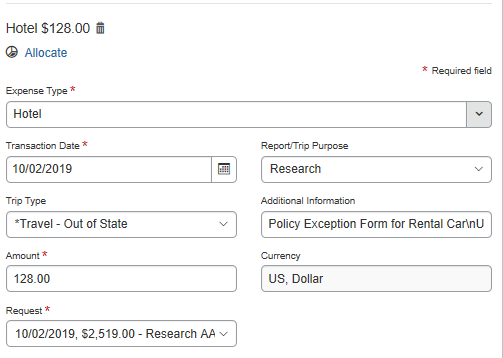 Hotel $128.00
Allocate
* Required field
Expense Type *
Hotel
Transaction Date *
Report/Trip Purpose
10/02/2019
Research
Trip Type
Additional Information
*Travel - Out of State
Policy Exception Form for Rental Car\nU
Amount *
Currency
128.00
US, Dollar
Request *
10/02/2019, $2,519.00 - Research AA